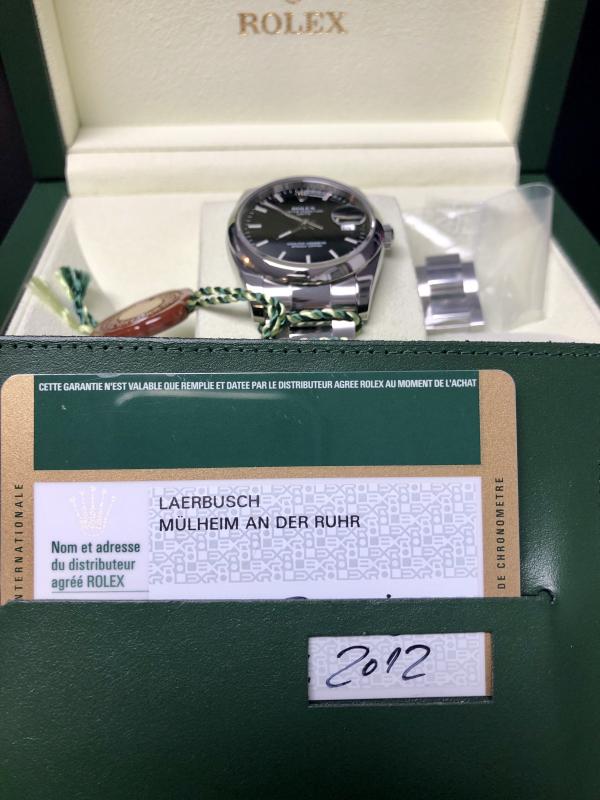 ROLEX
ROLEX
CETTE GARANTIE N'EST VALABLE QUE REMPLIE ET DATEE PAR LE DISTRIBUTEUR AGREE ROLEX AU MOMENT DE L'ACHAT
INTERNATIONALE
LAERBUSCH
MÜLHEIM AN DER RUHR
Nom et adresse
du distributeur
agréé ROLEX
DE CHRONOMETRE
2012